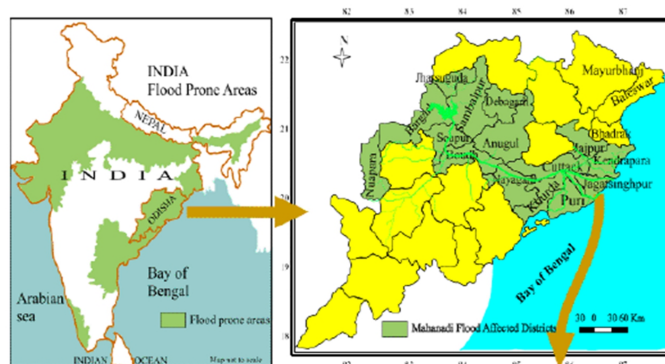 INDIA
Flood Prone Areas
NEPAL
I N D I A
ODISHA
Bay of
Bengal
Arabian
sea
Flood prone areas
INDIAN OCEAN
Map not to scale
82 83 84 85 86 87
N
22
21
20
19
18
Mayurbhanj
Baleswar
Jharsuguda
Sambalpur
Debagarh
Bargarh
Bhadrak
Anugul
Jajpur
Kendrapara
Boudh
Cuttack
Nuapara
Nayagarh
Jagatsinghpur
Khurda
Puri
Bay of Bengal
30 0 30 60 Km
Mahanadi Flood Affected Districts